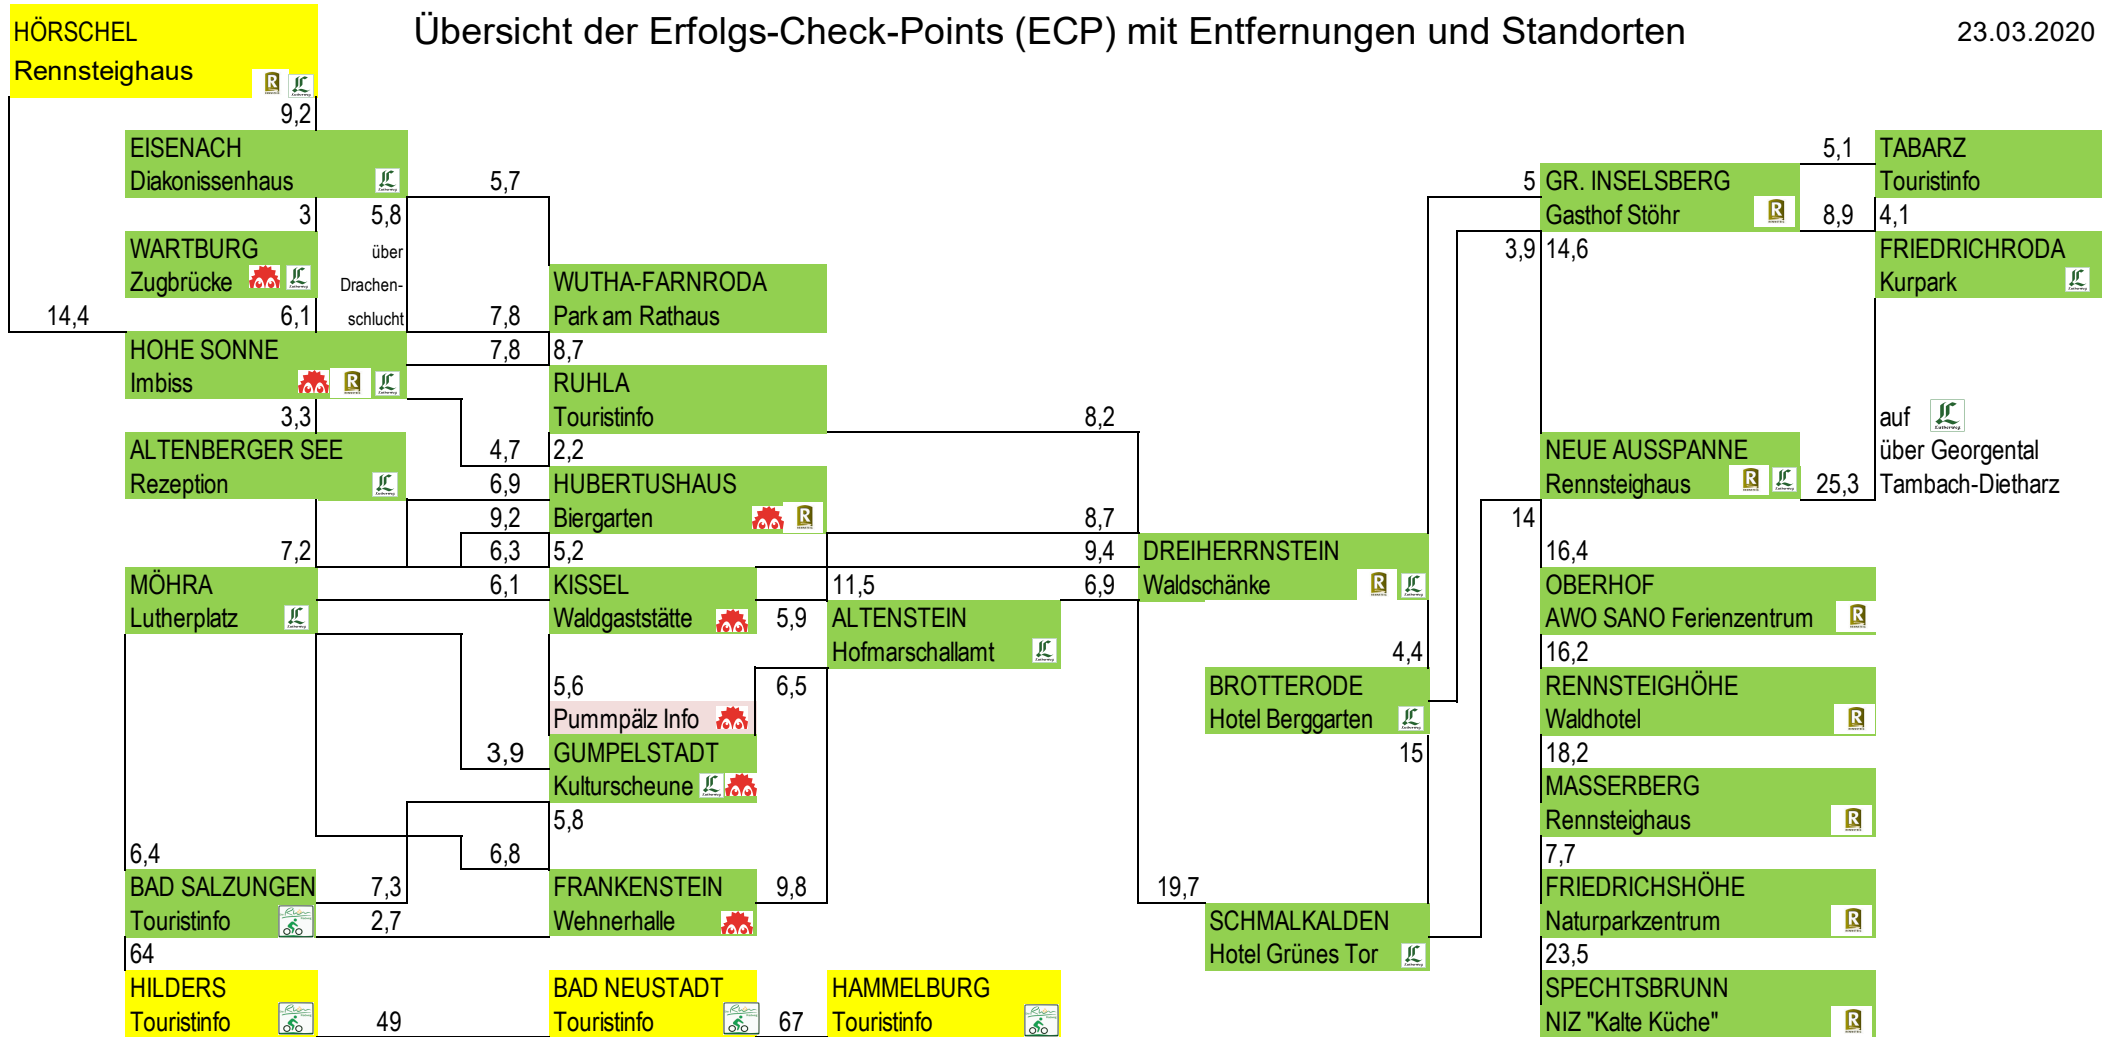 Übersicht der Erfolgs-Check-Points (ECP) mit Entfernungen und Standorten
23.03.2020
HÖRSCHEL
Rennsteighaus
9,2
EISENACH
Diakonissenhaus
5,7
3
5,8
über
Drachen-
schlucht
WARTBURG
Zugbrücke
14,4
6,1
7,8
WUTHA-FARNRODA
Park am Rathaus
HOHE SONNE
Imbiss
7,8
8,7
RUHLA
Touristinfo
3,3
8,2
ALTENBERGER SEE
Rezeption
4,7
2,2
6,9
HUBERTUSHAUS
Biergarten
9,2
8,7
7,2
6,3
5,2
9,4
DREIHERRNSTEIN
Waldschänke
MÖHRA
Lutherplatz
6,1
KISSEL
Waldgaststätte
11,5
6,9
5,9
ALTENSTEIN
Hofmarschallamt
4,4
5,6
6,5
Pummpälz Info
BROTTERODE
Hotel Berggarten
3,9
GUMPELSTADT
Kulturscheune
15
5,8
6,4
6,8
BAD SALZUNGEN
Touristinfo
7,3
2,7
FRANKENSTEIN
Wehnerhalle
9,8
19,7
SCHMALKALDEN
Hotel Grünes Tor
64
HILDERS
Touristinfo
49
BAD NEUSTADT
Touristinfo
67
HAMMELBURG
Touristinfo
5
GR. INSELSBERG
Gasthof Stöhr
5,1
TABARZ
Touristinfo
8,9
4,1
3,9
14,6
FRIEDRICHRODA
Kurpark
auf
über Georgental
Tambach-Dietharz
NEUE AUSSPANNE
Rennsteighaus
25,3
14
16,4
OBERHOF
AWO SANO Ferienzentrum
16,2
RENNSTEIGHÖHE
Waldhotel
18,2
MASSERBERG
Rennsteighaus
7,7
FRIEDRICHSHÖHE
Naturparkzentrum
23,5
SPECHTSBRUNN
NIZ "Kalte Küche"